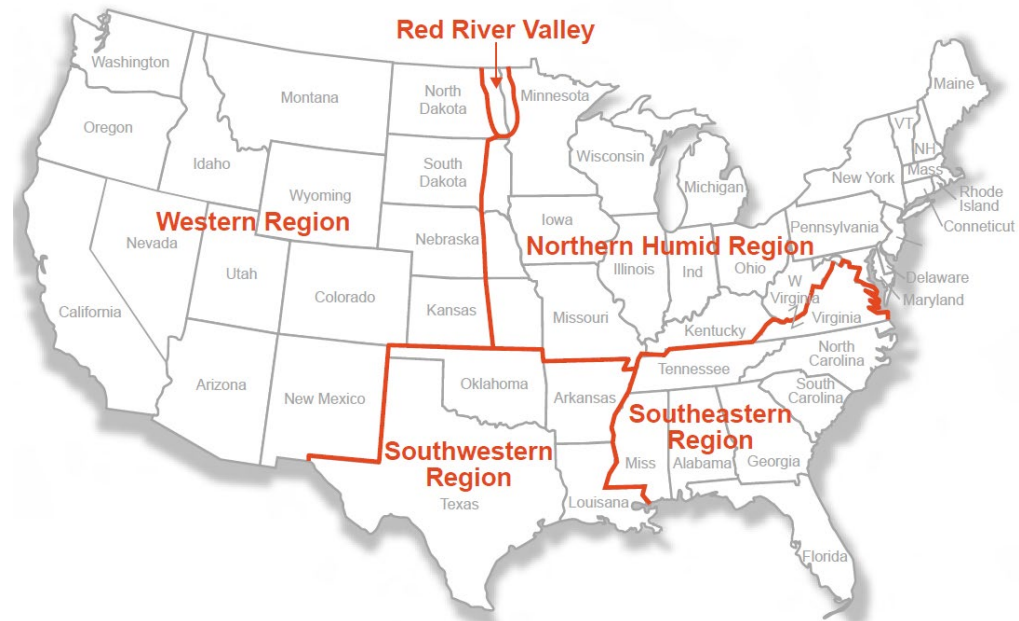 Red River Valley
Washington
Maine
Montana
North
Dakota
Minnesota
Oregon
VT
NH
Idaho
South
Dakota
Wisconsin
Mass
Wyoming
Michigan
New York
Rhode
Island
Western Region
Iowa
Connecticut
Nevada
Nebraska
Northern Humid Region
Pennsylvania
Utah
Illinois
Ind
Ohio
Delaware
California
Colorado
Kansas
Missouri
W
Virginia
Virginia
Maryland
Kentucky
North
Carolina
Arizona
New Mexico
Oklahoma
Arkansas
Tennessee
South
Carolina
Southwestern
Region
Southeastern
Region
Miss
Alabama
Georgia
Texas
Louisana
Florida